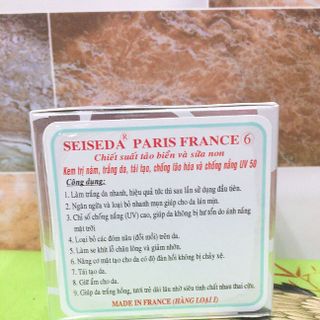 SEISEDA® PARIS FRANCE 6
Chiết suất tảo biển và sữa non
Kem trị nám, trắng da, tái tạo, chống lão hóa và chống nắng UV 50
Công dụng:
1. Làm trắng da nhanh, hiệu quả tức thì sau lần sử dụng đầu tiên.
2. Ngăn ngừa và loại bỏ nhanh mụn giúp cho da lán mịn.
3. Chỉ số chống nắng (UV) cao, giúp da không bị hư tổn do ánh nắng
mặt trời
4. Loại bỏ các đốm nâu (đồi mồi) trên da.
5. Làm se khít lỗ chân lông và giảm nhờn.
6. Nâng cơ mặt tạo cho da có độ đàn hồi không bị chảy xệ.
7. Tái tạo da.
8. Giữ ẩm cho da.
9. Giúp da trắng hồng, tươi trẻ dài lâu nhờ siêu tinh chất nhau thai cừu.
MADE IN FRANCE (HÀNG LOẠI I)